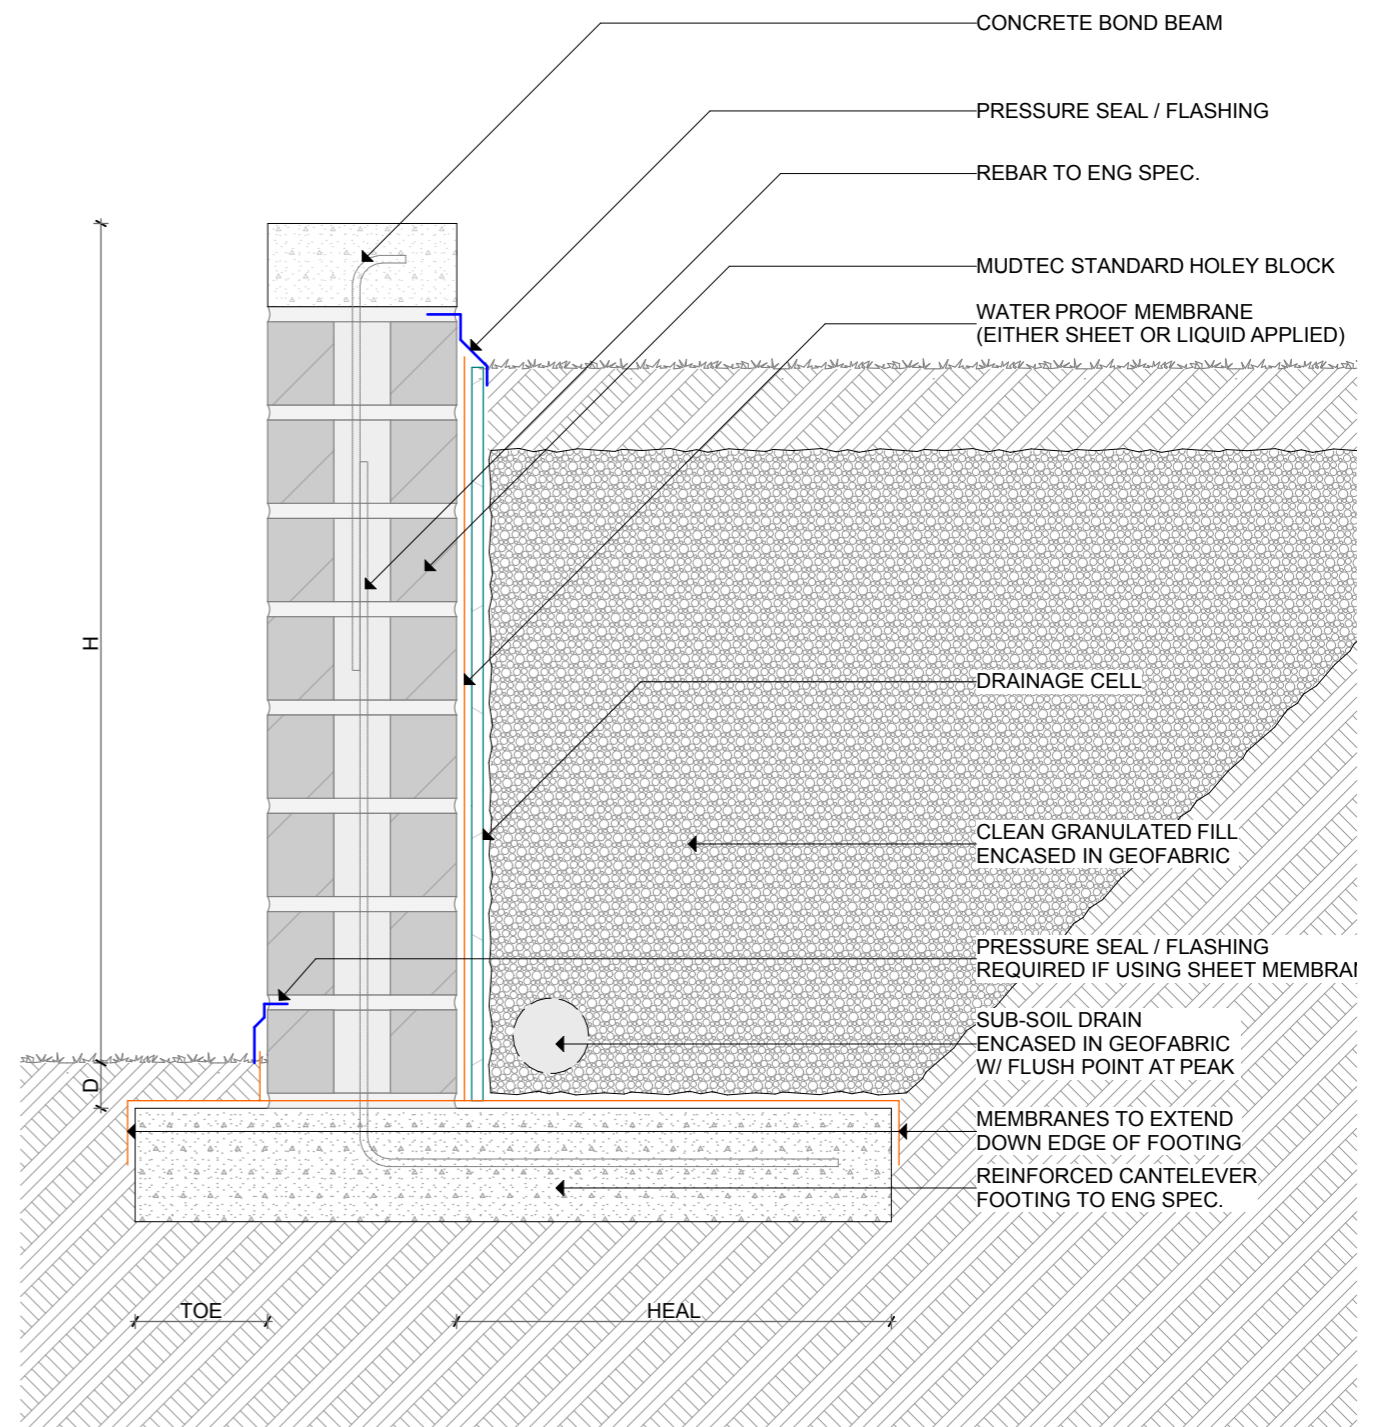 CONCRETE BOND BEAM
PRESSURE SEAL / FLASHING
REBAR TO ENG SPEC.
MUDTEC STANDARD HOLEY BLOCK
WATER PROOF MEMBRANE
(EITHER SHEET OR LIQUID APPLIED)
H
DRAINAGE CELL
CLEAN GRANULATED FILL
ENCASED IN GEOFABRIC
PRESSURE SEAL / FLASHING
REQUIRED IF USING SHEET MEMBRAN
SUB-SOIL DRAIN
ENCASED IN GEOFABRIC
W/ FLUSH POINT AT PEAK
D
MEMBRANES TO EXTEND
DOWN EDGE OF FOOTING
REINFORCED CANTELEVER
FOOTING TO ENG SPEC.
TOE
HEAL